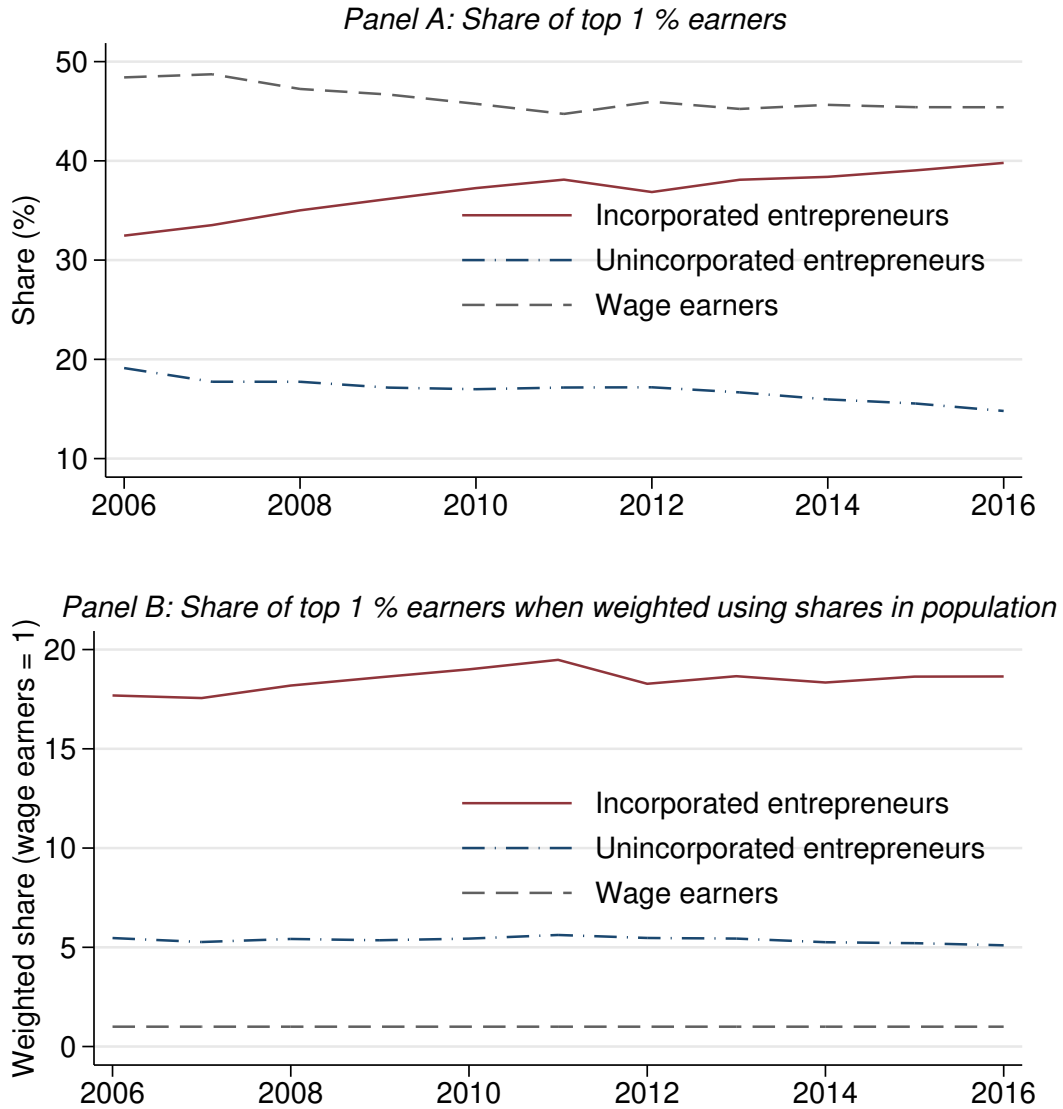 Panel A: Share of top 1 % earners
Share (%)
50
40
30
20
10
Incorporated entrepreneurs
Unincorporated entrepreneurs
Wage earners
2006 2008 2010 2012 2014 2016
Panel B: Share of top 1 % earners when weighted using shares in population
Weighted share (wage earners = 1)
20
15
10
5
0
Incorporated entrepreneurs
Unincorporated entrepreneurs
Wage earners
2006 2008 2010 2012 2014 2016